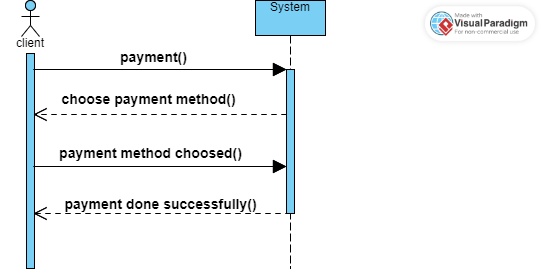 System
Made with
Visual Paradigm
For non-commercial use
client
payment()
choose payment method()
payment method choosed()
payment done successfully()